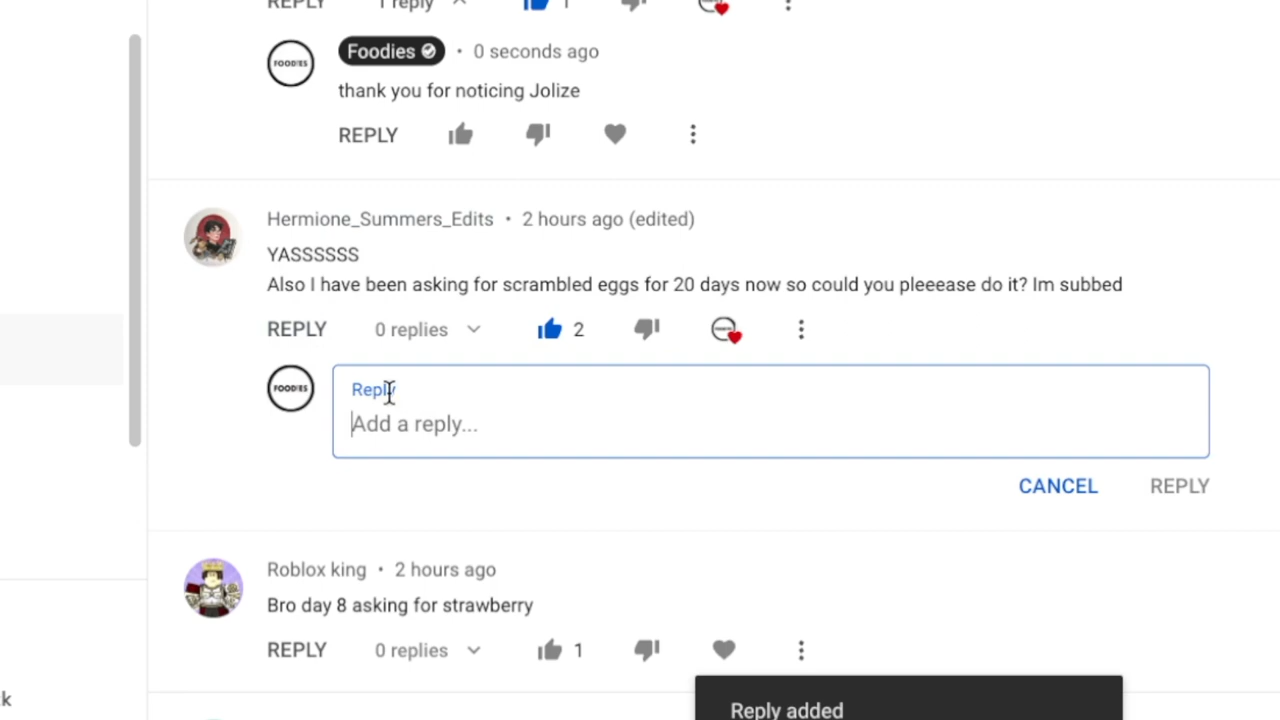 REPLY 1 reply 1
FOODIES Foodies • 0 seconds ago
thank you for noticing Jolize
REPLY
Hermione_Summers_Edits • 2 hours ago (edited)
YASSSSSS
Also I have been asking for scrambled eggs for 20 days now so could you pleeease do it? Im subbed
REPLY 0 replies 2
FOODIES Reply
Add a reply...
CANCEL REPLY
Roblox king • 2 hours ago
Bro day 8 asking for strawberry
REPLY 0 replies 1
Reply added